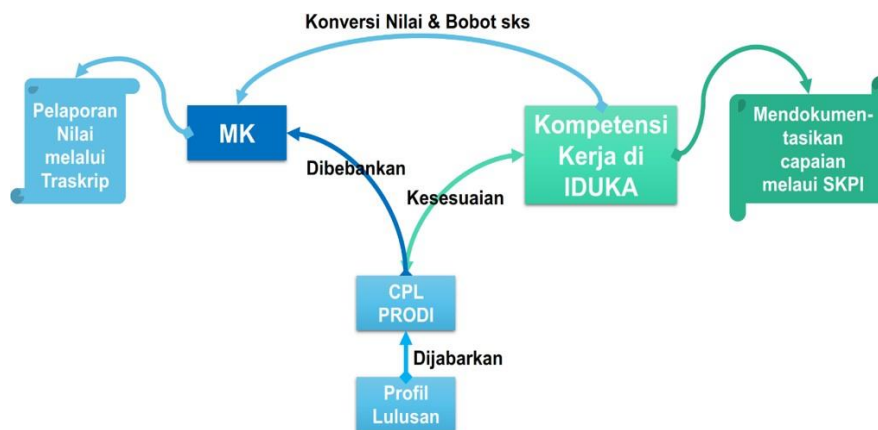 Konversi Nilai & Bobot sks
Pelaporan
Nilai
melalui
Traskrip
MK
Kompetensi
Kerja di
IDUKA
Mendokumen-
tasikan
capaian
melaui SKPI
Dibebankan
Kesesuaian
CPL
PRODI
Dijabarkan
Profil
Lulusan